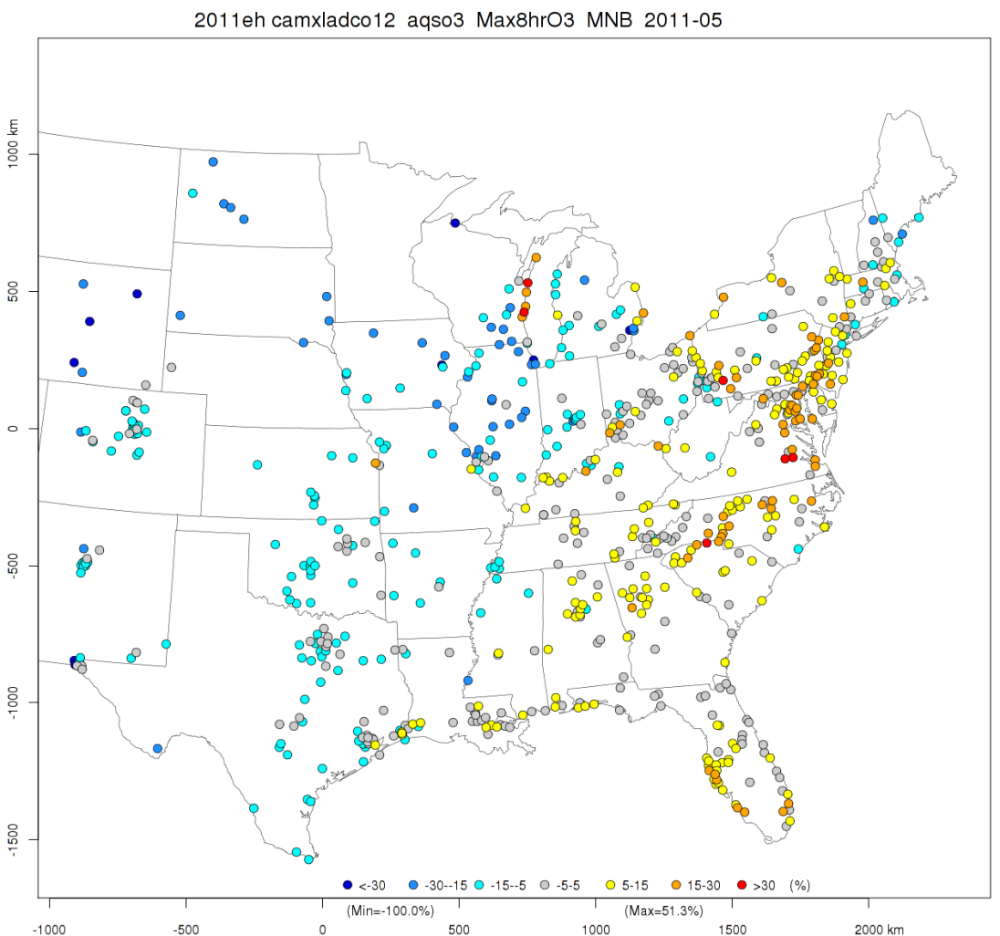 2011eh camxladco12 aqso3 Max8hrO3 MNB 2011-05
1000 km
500
0
-500
-1000
-1500
<-30 -30--15 -15--5 -5-5 5-15 15-30 >30 (%)
(Min=-100.0%) (Max=51.3%)
-1000 -500 0 500 1000 1500 2000 km